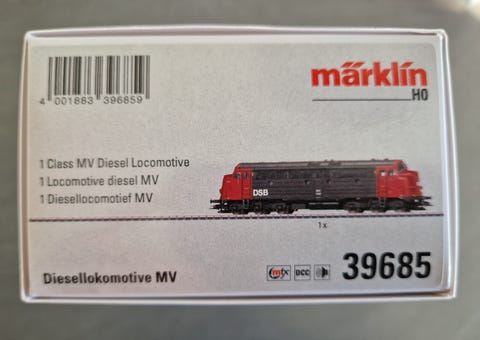 märklin
H0
4 001883 396859
1 Class MV Diesel Locomotive
1 Locomotive diesel MV
1 Diesellocomotief MV
DSB
1x
Diesellokomotive MV
mfx DCC
39685